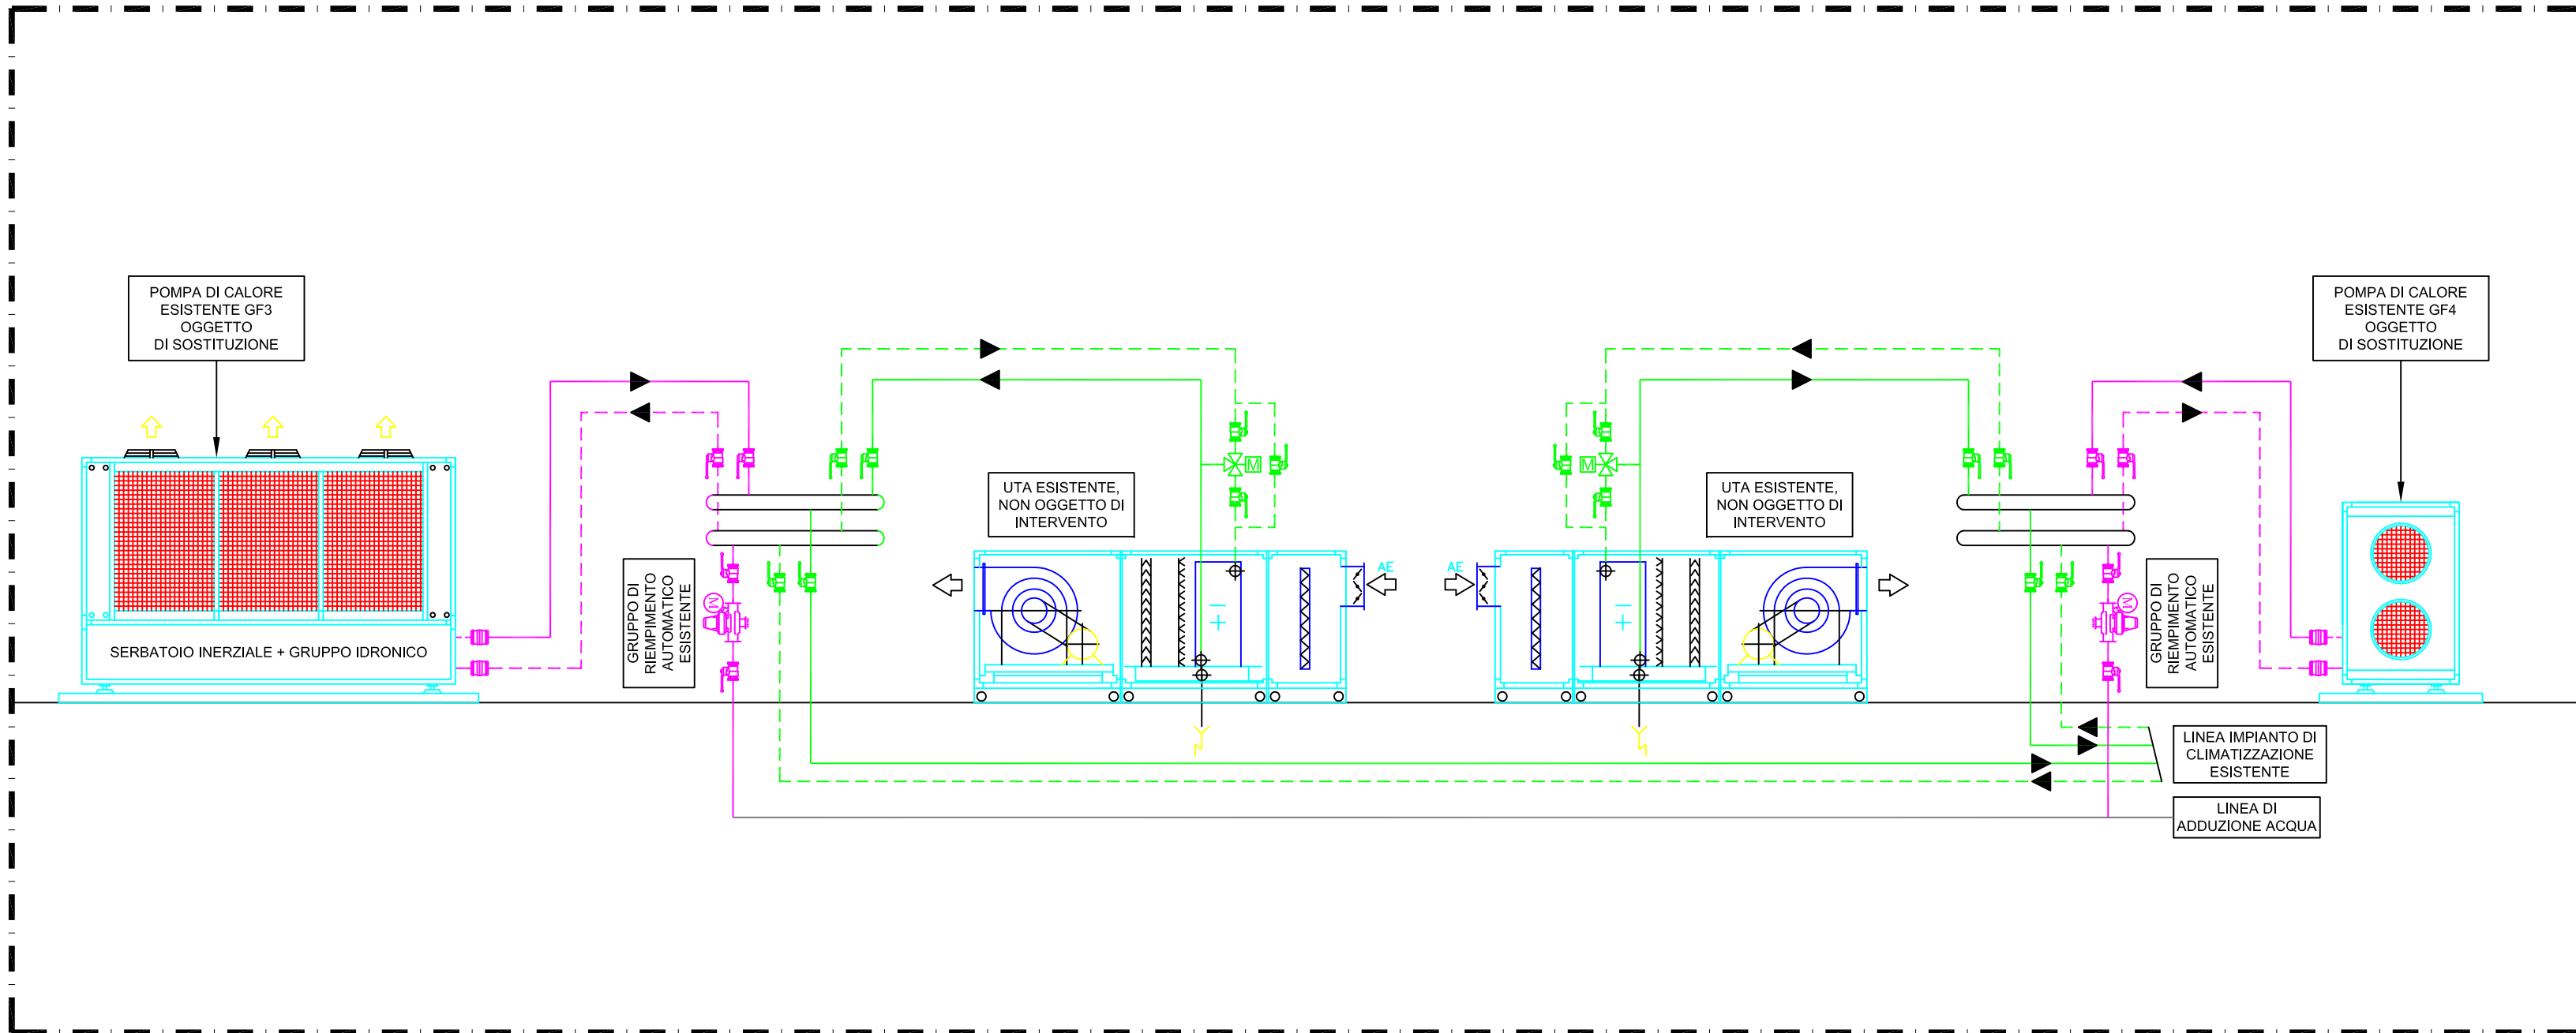 POMPA DI CALORE
ESISTENTE GF3
OGGETTO
DI SOSTITUZIONE
POMPA DI CALORE
ESISTENTE GF4
OGGETTO
DI SOSTITUZIONE
M
M
UTA ESISTENTE,
NON OGGETTO DI
INTERVENTO
UTA ESISTENTE,
NON OGGETTO DI
INTERVENTO
AE
AE
SERBATOIO INERZIALE + GRUPPO IDRONICO
GRUPPO DI
RIEMPIMENTO
AUTOMATICO
ESISTENTE
M
GRUPPO DI
RIEMPIMENTO
AUTOMATICO
ESISTENTE
M
LINEA IMPIANTO DI
CLIMATIZZAZIONE
ESISTENTE
LINEA DI
ADDUZIONE ACQUA